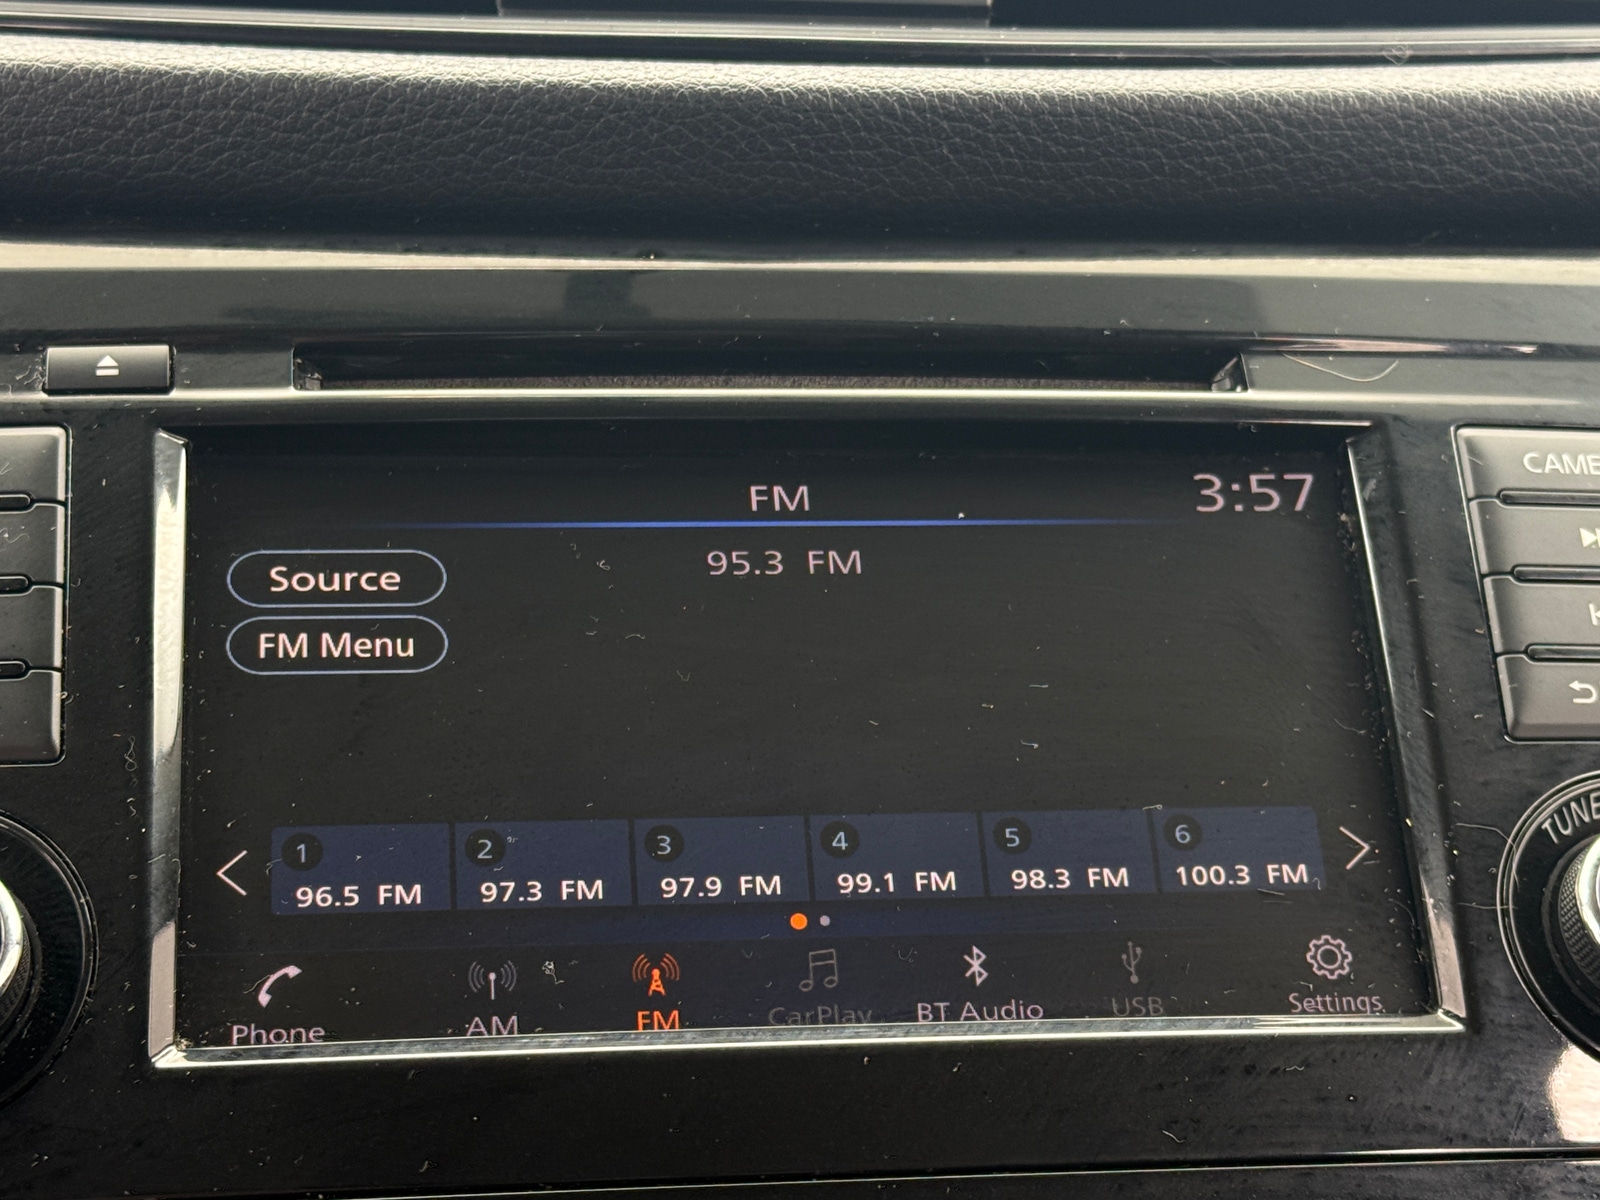 FM
3:57
95.3 FM
Source
FM Menu
1 2 3 4 5 6
96.5 FM 97.3 FM 97.9 FM 99.1 FM 98.3 FM 100.3 FM
Phone AM FM CarPlay BT Audio USB Settings
CAME
TUNE